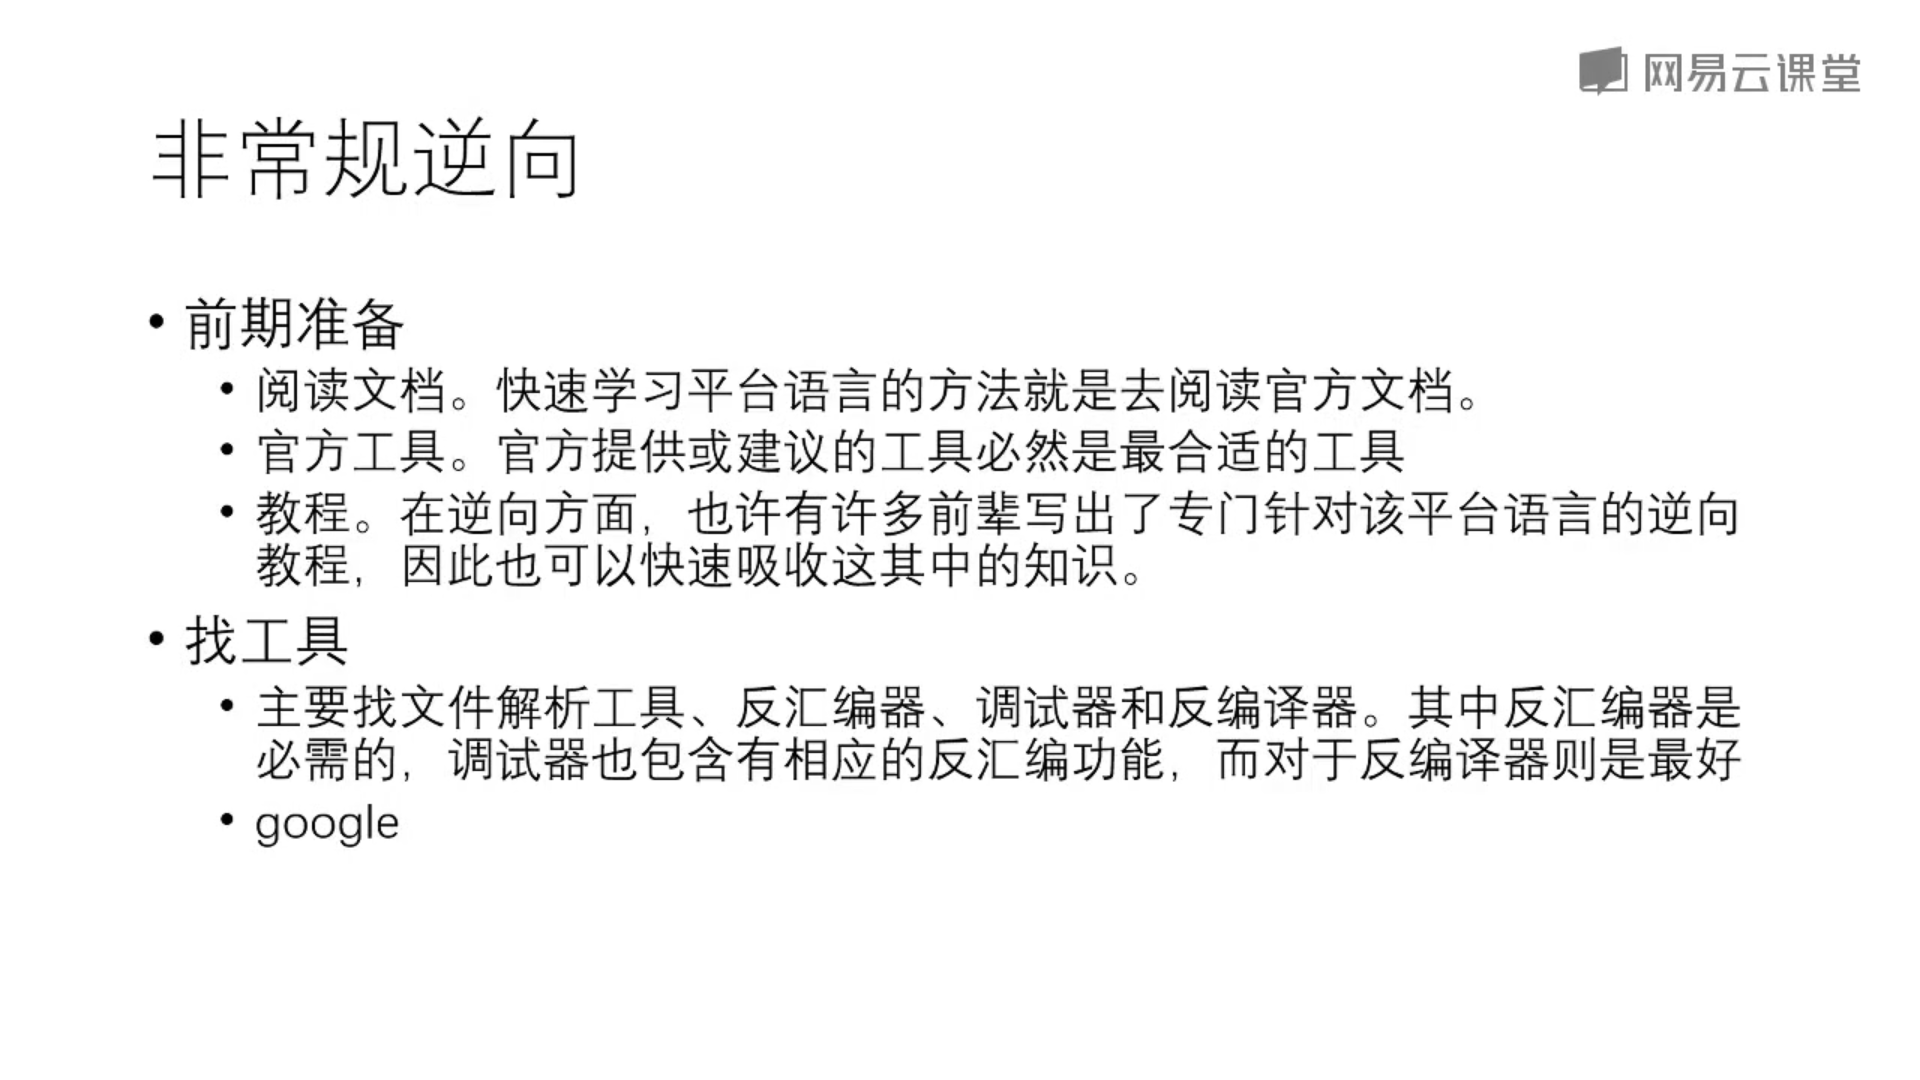 网易云课堂
非常规逆向
• 前期准备
• 阅读文档。快速学习平台语言的方法就是去阅读官方文档。
• 官方工具。官方提供或建议的工具必然是最合适的工具
• 教程。在逆向方面，也许有许多前辈写出了专门针对该平台语言的逆向
教程，因此也可以快速吸收这其中的知识。
• 找工具
• 主要找文件解析工具、反汇编器、调试器和反编译器。其中反汇编器是
必需的，调试器也包含有相应的反汇编功能，而对于反编译器则是最好
• google